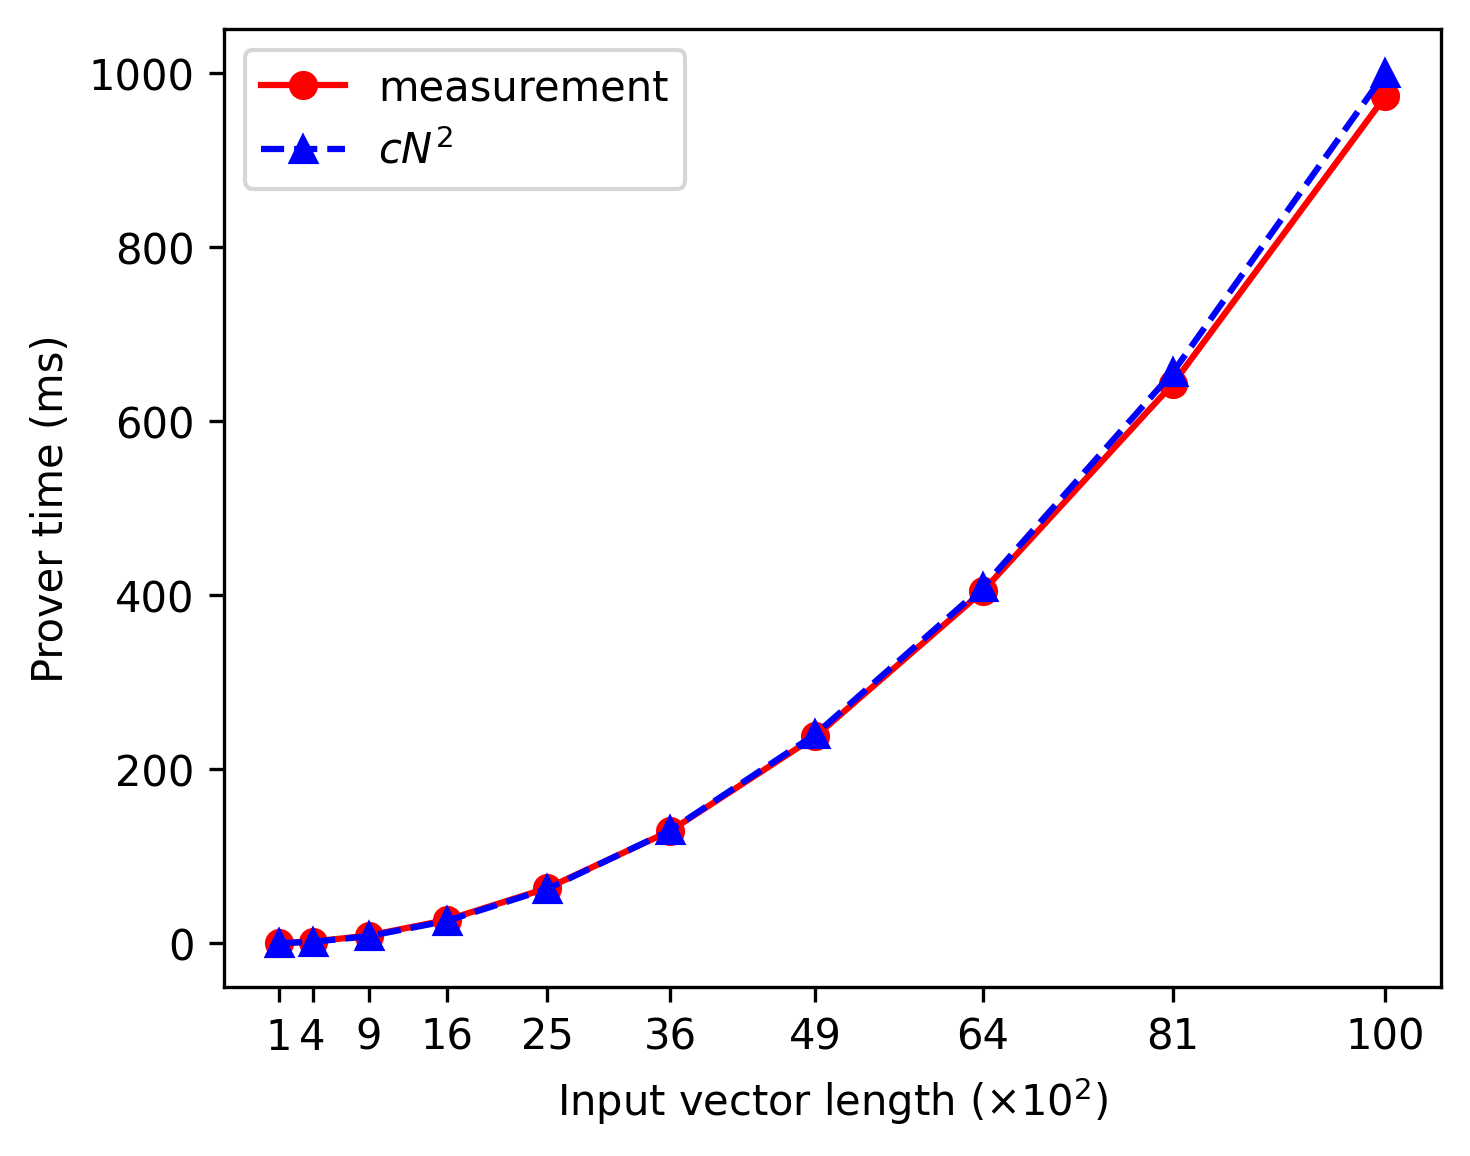 measurement
cN²
1000
800
600
400
200
0
Prover time (ms)
1 4 9 16 25 36 49 64 81 100
Input vector length (×10²)